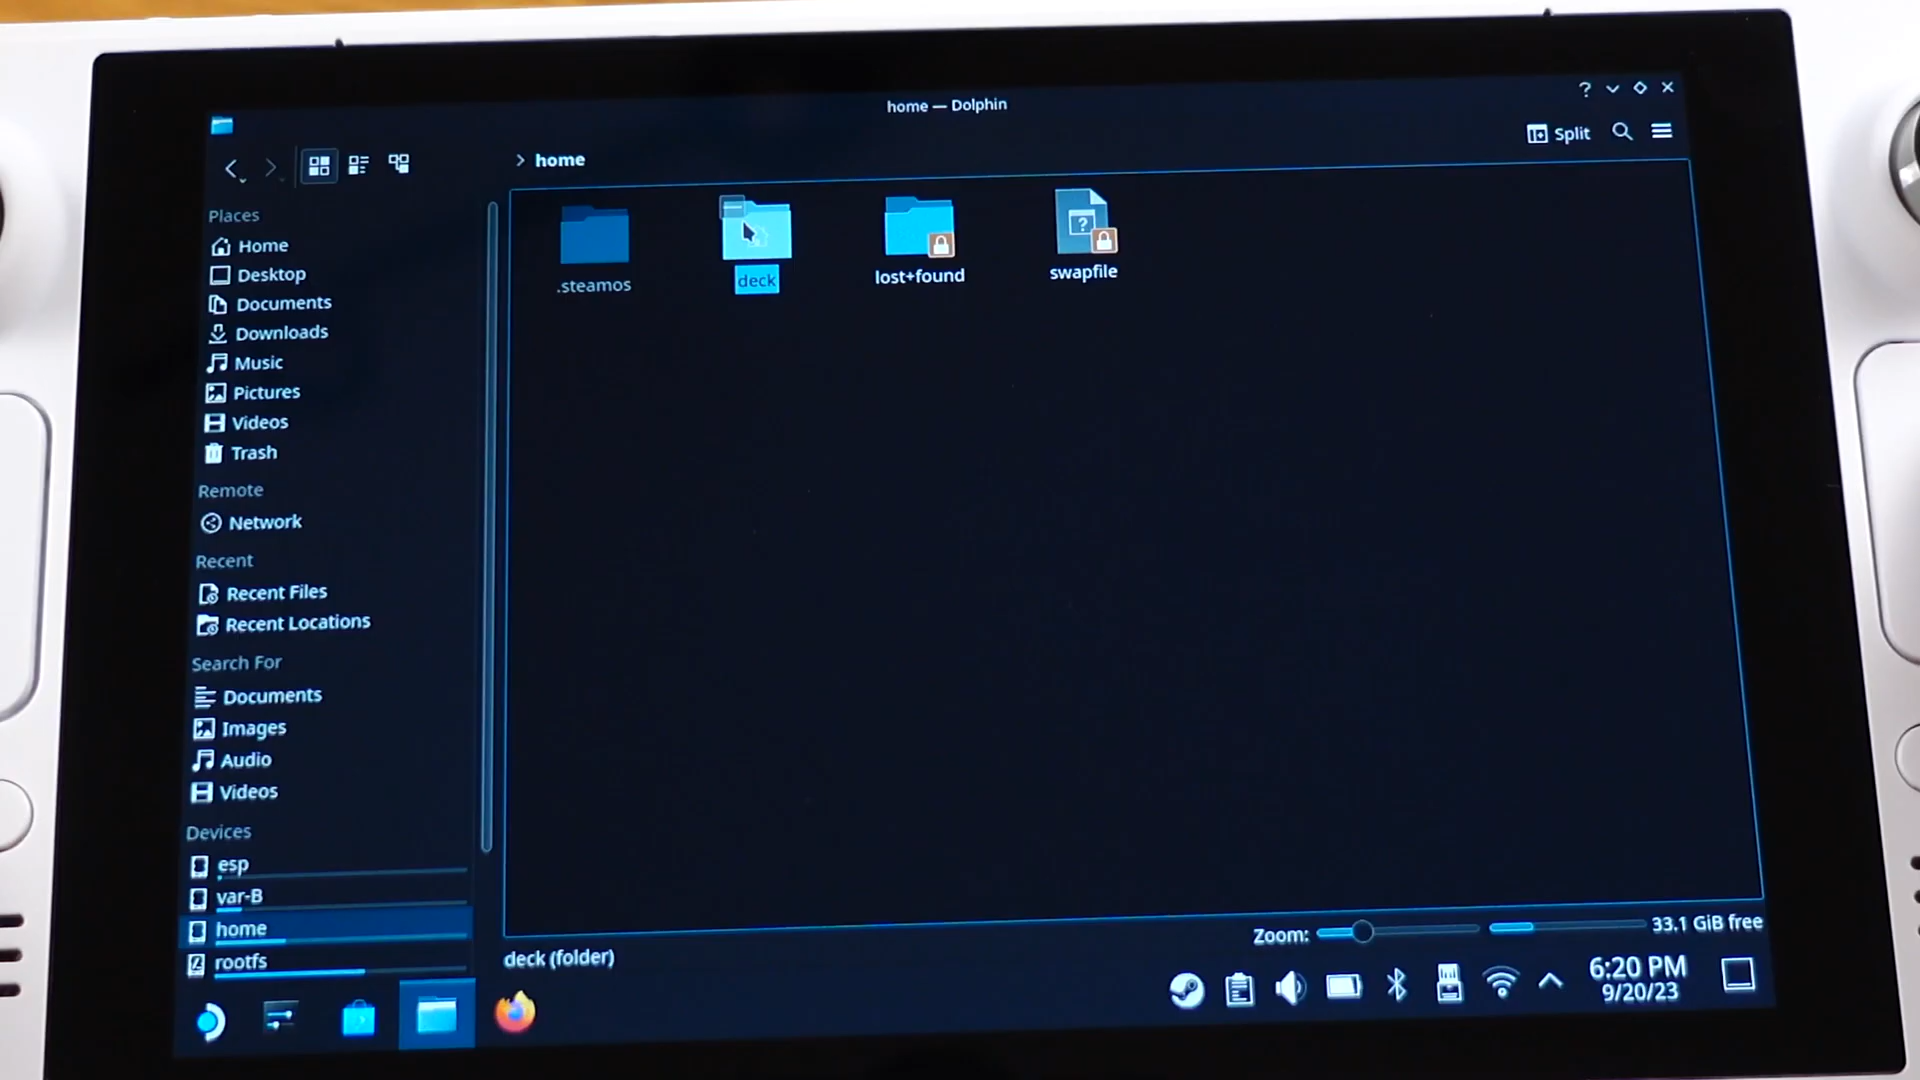 home — Dolphin
Split
> home
Places
Home
Desktop
Documents
Downloads
Music
Pictures
Videos
Trash
Remote
Network
Recent
Recent Files
Recent Locations
Search For
Documents
Images
Audio
Videos
Devices
esp
var-B
home
rootfs
.steamos
deck
lost+found
swapfile
deck (folder)
Zoom:
33.1 GiB free
6:20 PM
9/20/23